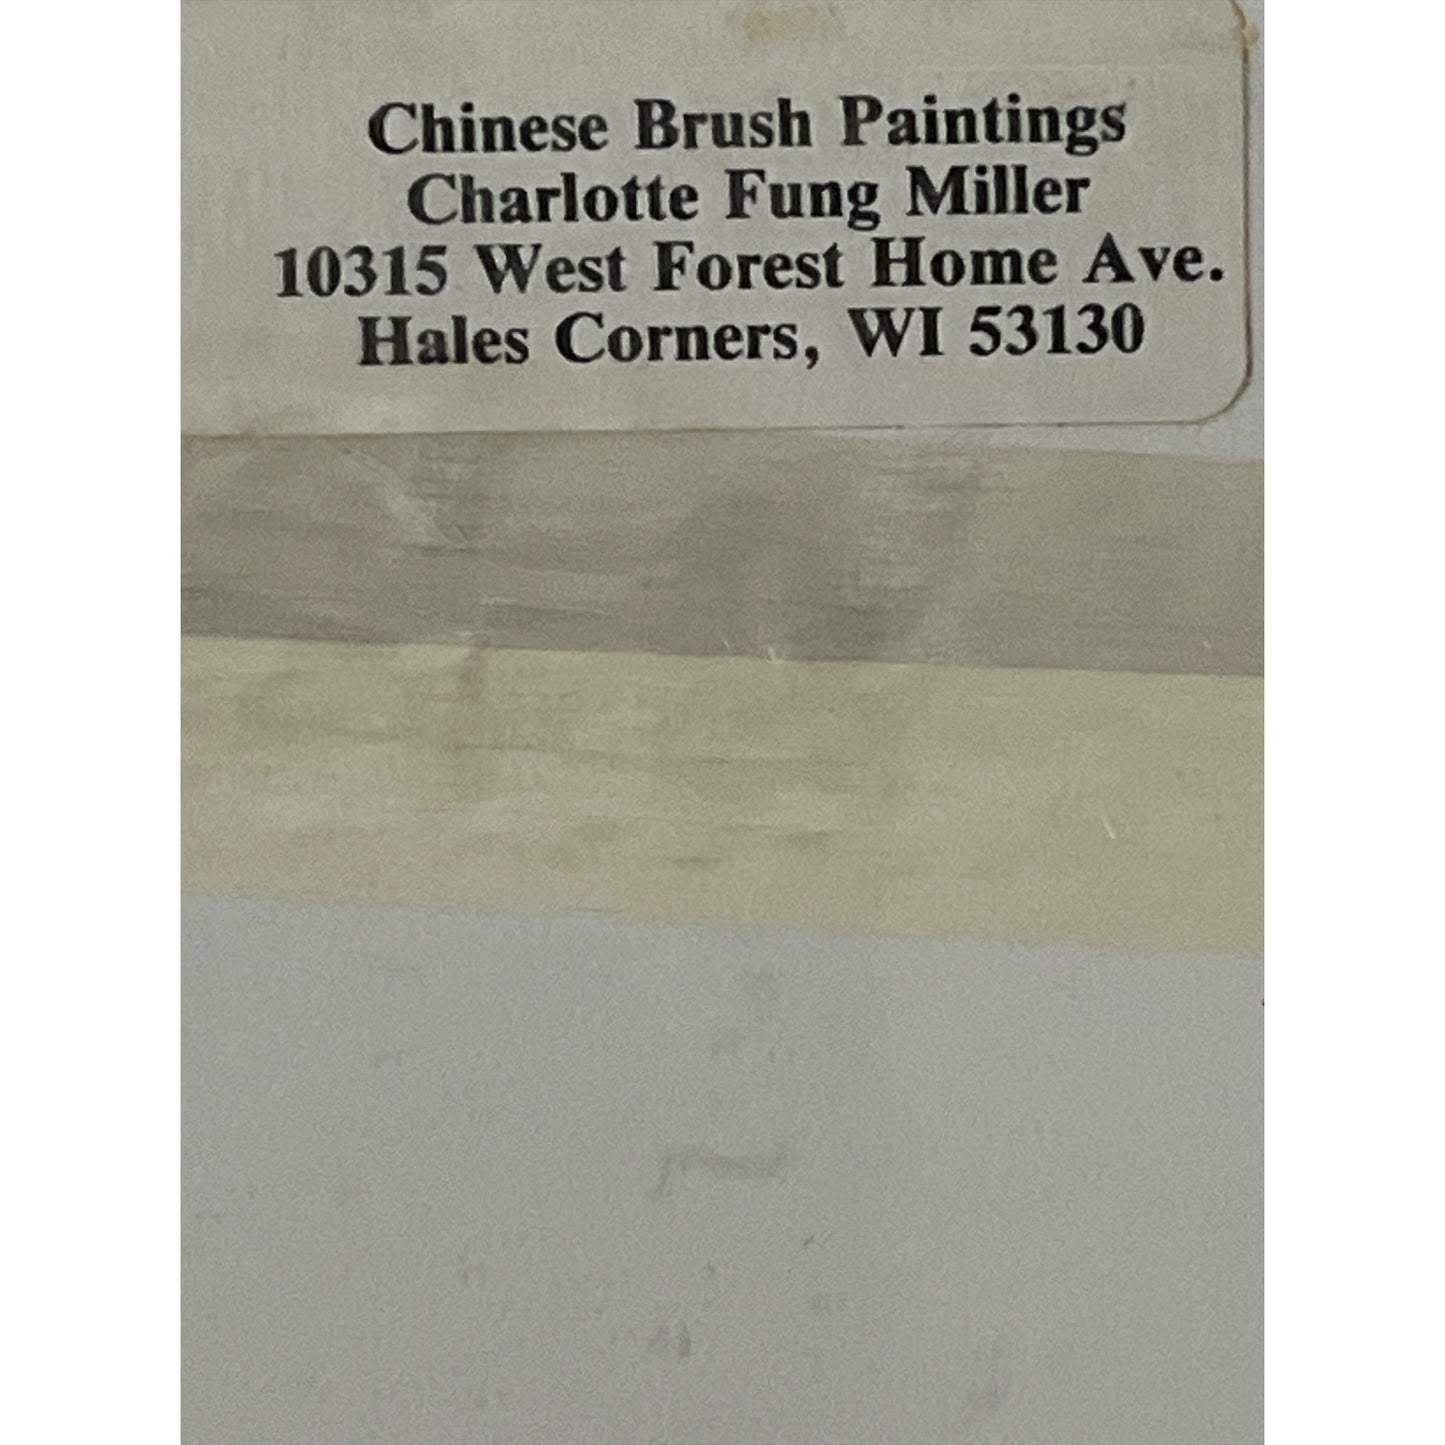 Chinese Brush Paintings
Charlotte Fung Miller
10315 West Forest Home Ave.
Hales Corners, WI 53130